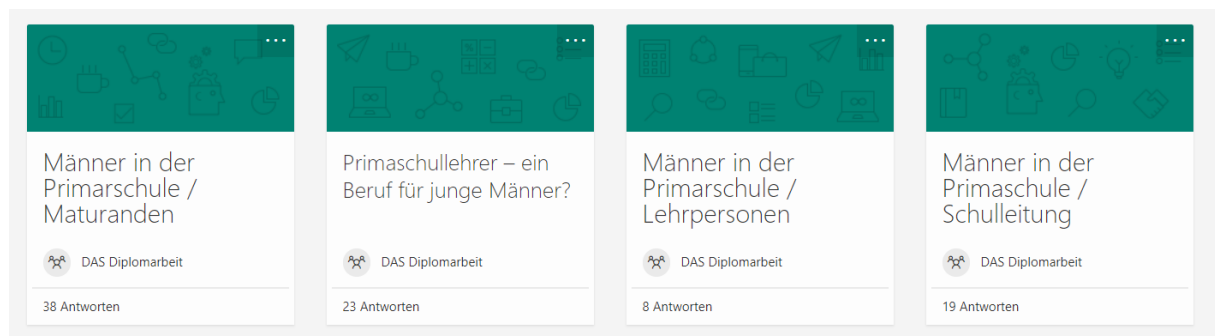 Männer in der
Primarschule /
Maturanden
DAS Diplomarbeit
38 Antworten
Primaschullehrer – ein
Beruf für junge Männer?
DAS Diplomarbeit
23 Antworten
Männer in der
Primarschule /
Lehrpersonen
DAS Diplomarbeit
8 Antworten
Männer in der
Primaschule /
Schulleitung
DAS Diplomarbeit
19 Antworten